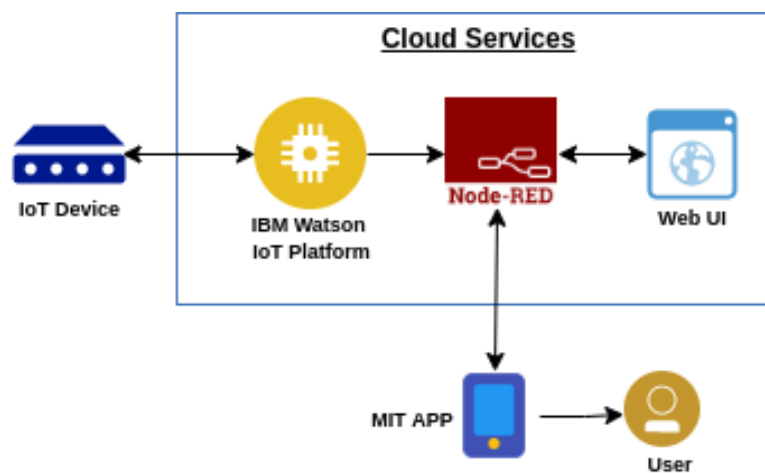 Cloud Services
IoT Device
IBM Watson
IoT Platform
Node-RED
Web UI
MIT APP
User